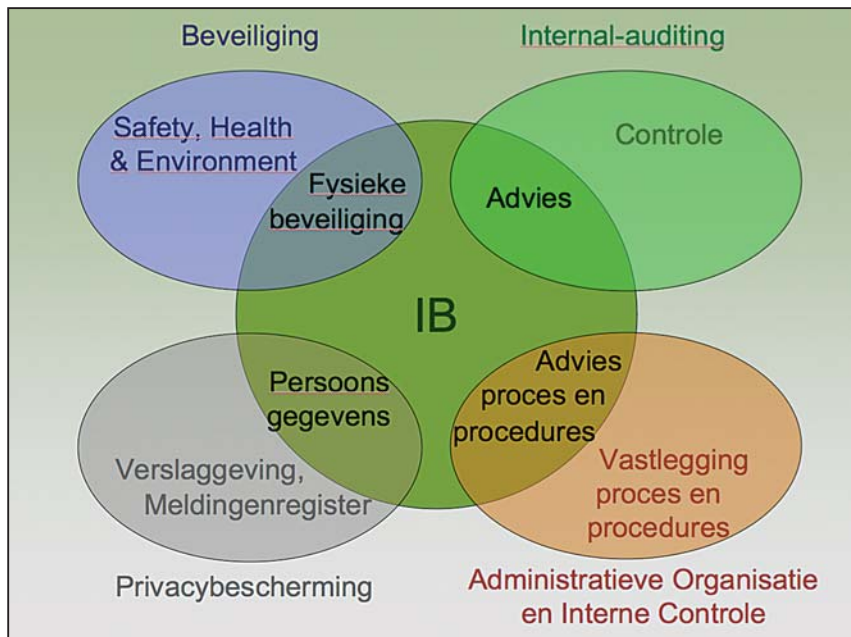 Beveiliging
Internal-auditing
Safety, Health
& Environment
Controle
Fysieke
beveiliging
Advies
IB
Persoons
gegevens
Advies
proces en
procedures
Verslaggeving,
Meldingenregister
Vastlegging
proces en
procedures
Privacybescherming
Administratieve Organisatie
en Interne Controle